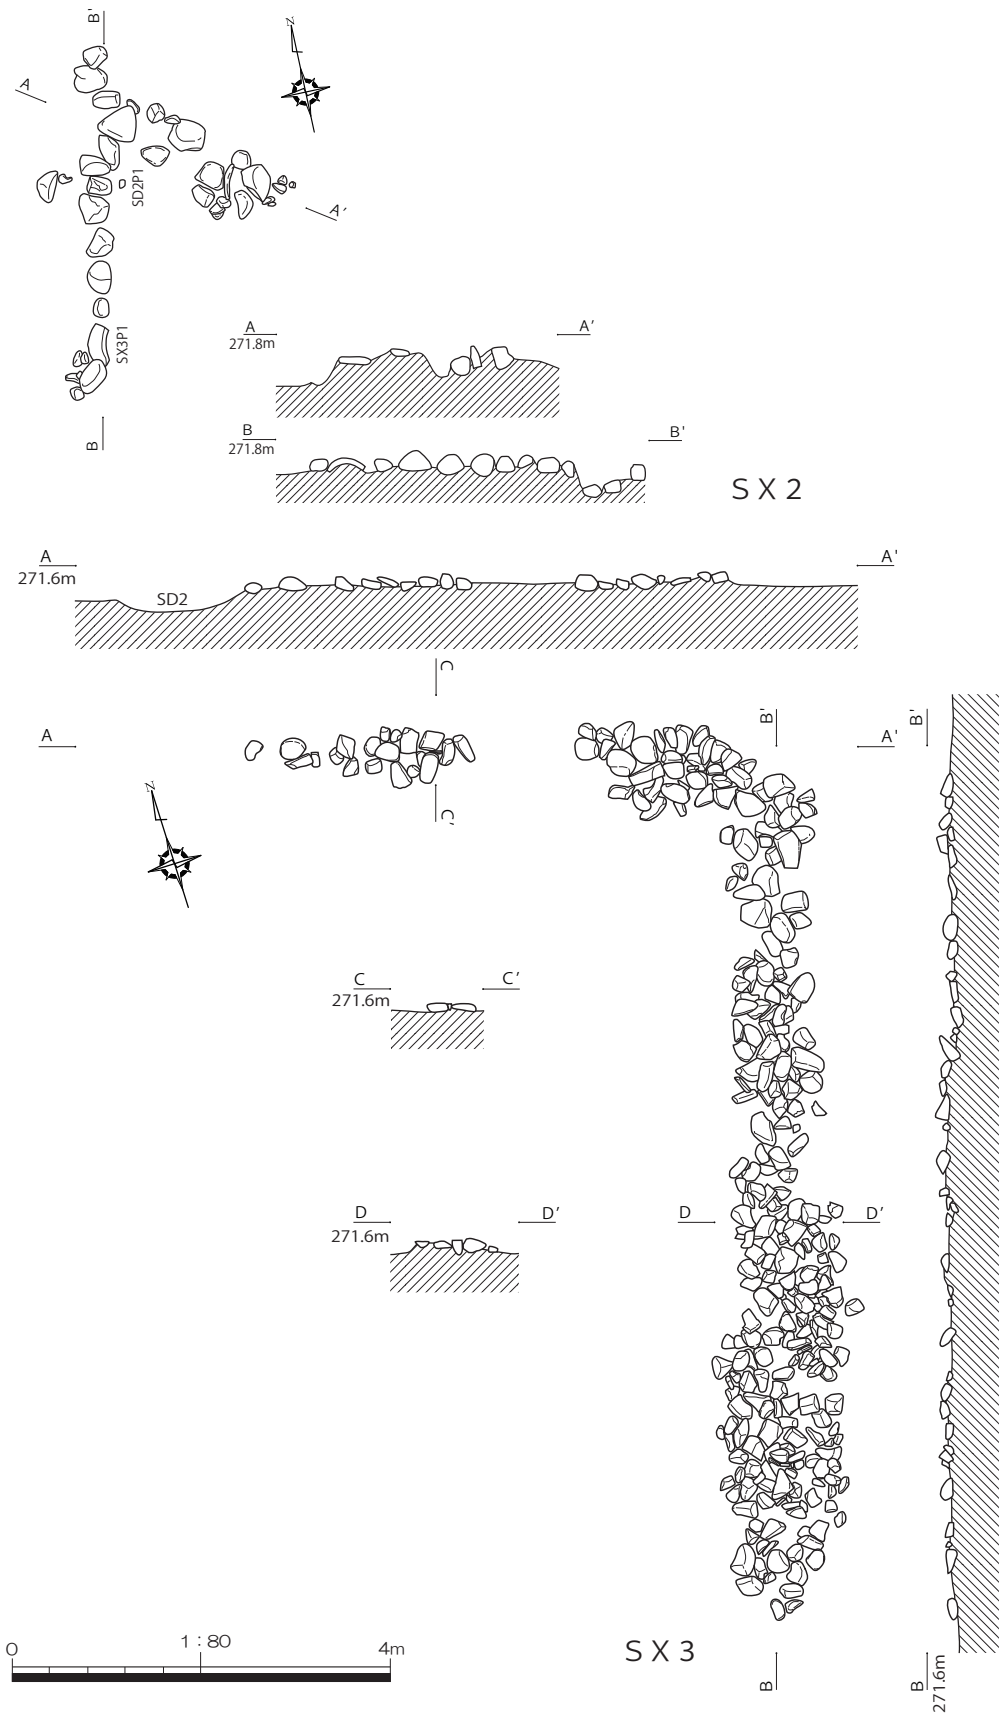 B'
N
A
SD2P1
A'
SX3P1
B
A
271.8m
A'
B
271.8m
B'
SX2
A
271.6m
A'
SD2
C
A
B'
A'
B'
N
C'
C
271.6m
C'
D
271.6m
D'
D
D'
0
1:80
4m
SX3
B
B
271.6m